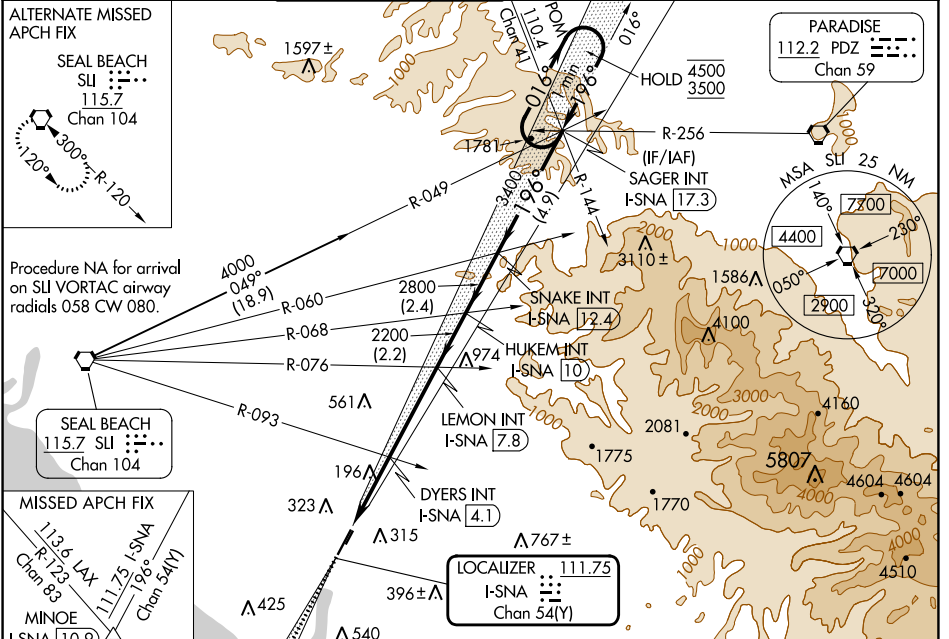 ALTERNATE MISSED
APCH FIX
SEAL BEACH
SLI
115.7
Chan 104
300°
120°
R-120
Procedure NA for arrival
on SLI VORTAC airway
radials 058 CW 080.
1597±
1000
POM
110.4
Chan 41
016°
016°
1 min
196°
HOLD
4500
3500
PARADISE
112.2 PDZ
Chan 59
1000
R-256
1781
(IF/IAF)
SAGER INT
I-SNA 17.3
R-144
R-049
3400
196°
(4.9)
MSA SLI 25 NM
140°
7700
230°
4400
7000
050°
2900
320°
2000
3110±
1000
1586
4100
4000
049°
(18.9)
R-060
R-068
R-076
R-093
2800
(2.4)
2200
(2.2)
SNAKE INT
I-SNA 12.4
HUKEM INT
I-SNA 10
974
LEMON INT
I-SNA 7.8
561
1000
SEAL BEACH
115.7 SLI
Chan 104
3000
2000
4160
2081
1775
5807
4000
4604
4604
1770
196
DYERS INT
I-SNA 4.1
323
315
767±
4000
4510
MISSED APCH FIX
113.6 LAX
R-123
Chan 83
111.75 I-SNA
196°
Chan 54(Y)
MINOE
I-SNA 10.9
LOCALIZER 111.75
I-SNA
Chan 54(Y)
396±
425
540